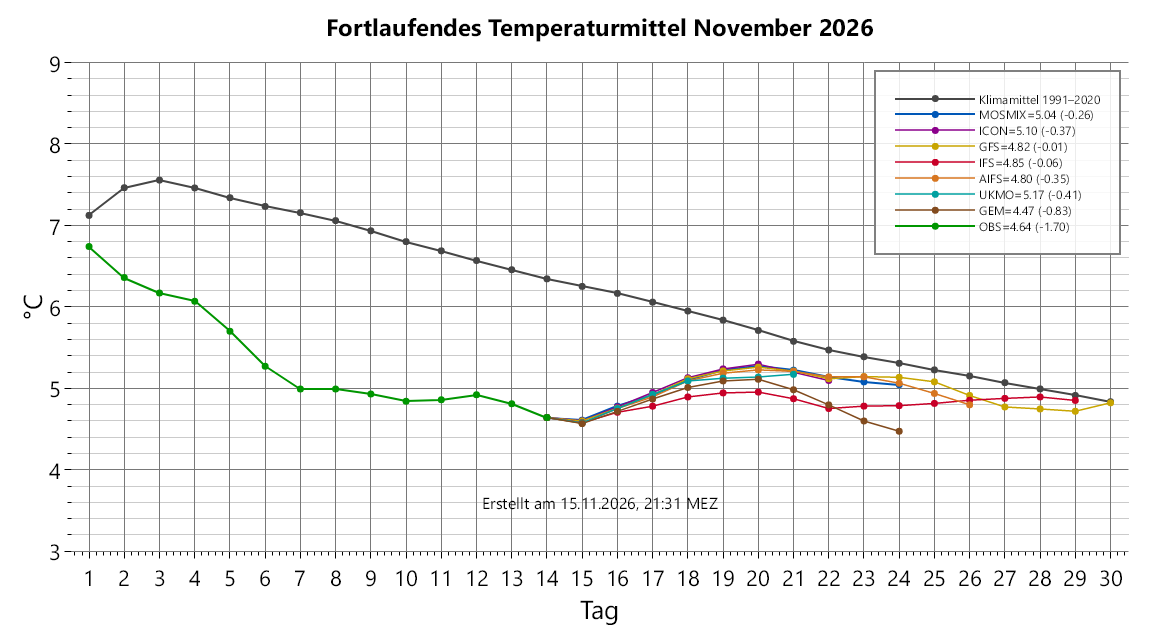 Fortlaufendes Temperaturmittel November 2026
9
8
7
6
5
4
3
°C
Klimamittel 1991–2020
MOSMIX=5.04 (-0.26)
ICON=5.10 (-0.37)
GFS=4.82 (-0.01)
IFS=4.85 (-0.06)
AIFS=4.80 (-0.35)
UKMO=5.17 (-0.41)
GEM=4.47 (-0.83)
OBS=4.64 (-1.70)
Erstellt am 15.11.2026, 21:31 MEZ
1 2 3 4 5 6 7 8 9 10 11 12 13 14 15 16 17 18 19 20 21 22 23 24 25 26 27 28 29 30
Tag